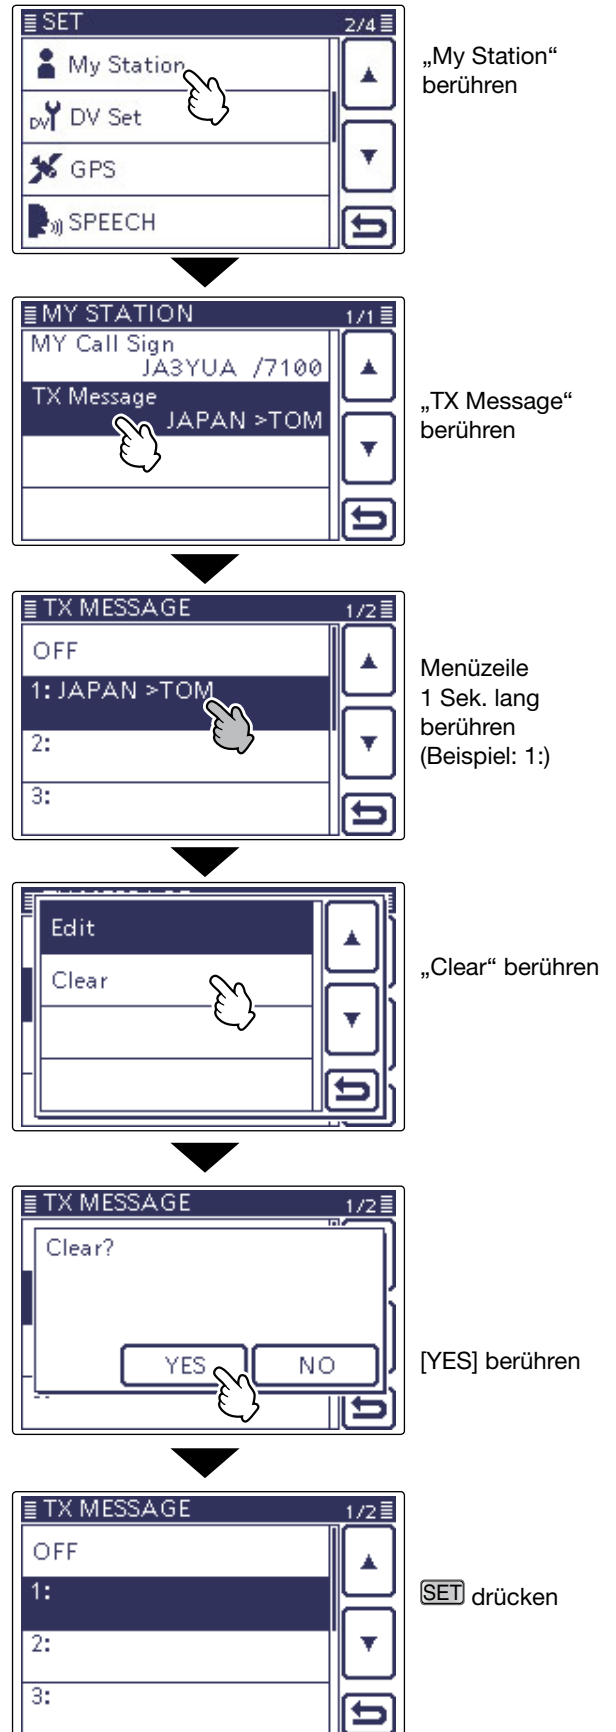 SET 2/4
My Station
„My Station“
berühren
DV DV Set
GPS
SPEECH
MY STATION 1/1
MY Call Sign
JA3YUA /7100
TX Message
JAPAN >TOM
„TX Message“
berühren
TX MESSAGE 1/2
OFF
1: JAPAN >TOM
2:
3:
Menüzeile
1 Sek. lang
berühren
(Beispiel: 1:)
Edit
Clear
„Clear“ berühren
TX MESSAGE 1/2
Clear?
YES NO
[YES] berühren
TX MESSAGE 1/2
OFF
1:
2:
3:
SET drücken